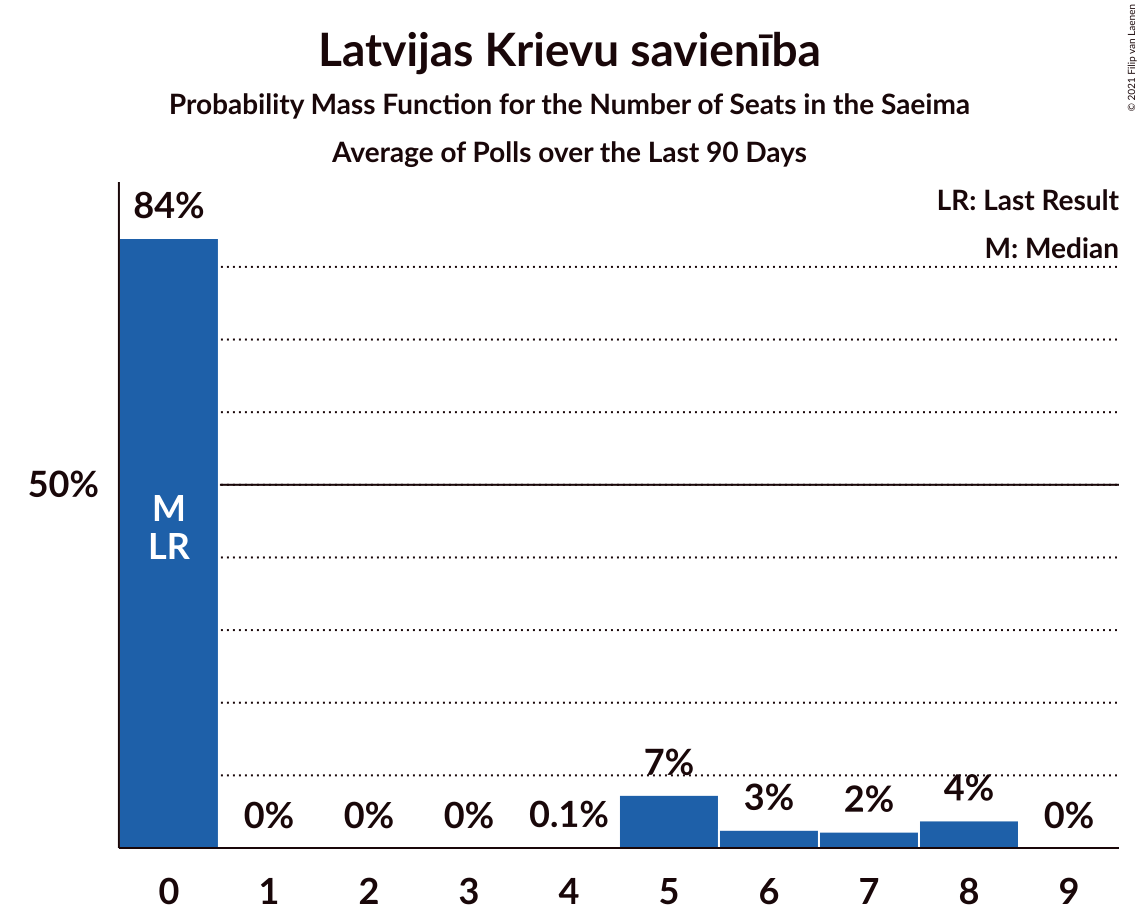 Latvijas Krievu savienība
Probability Mass Function for the Number of Seats in the Saeima
Average of Polls over the Last 90 Days
© 2021 Filip van Laenen
LR: Last Result
M: Median
84%
50%
M
LR
0% 0% 0% 0.1% 7% 3% 2% 4% 0%
0 1 2 3 4 5 6 7 8 9